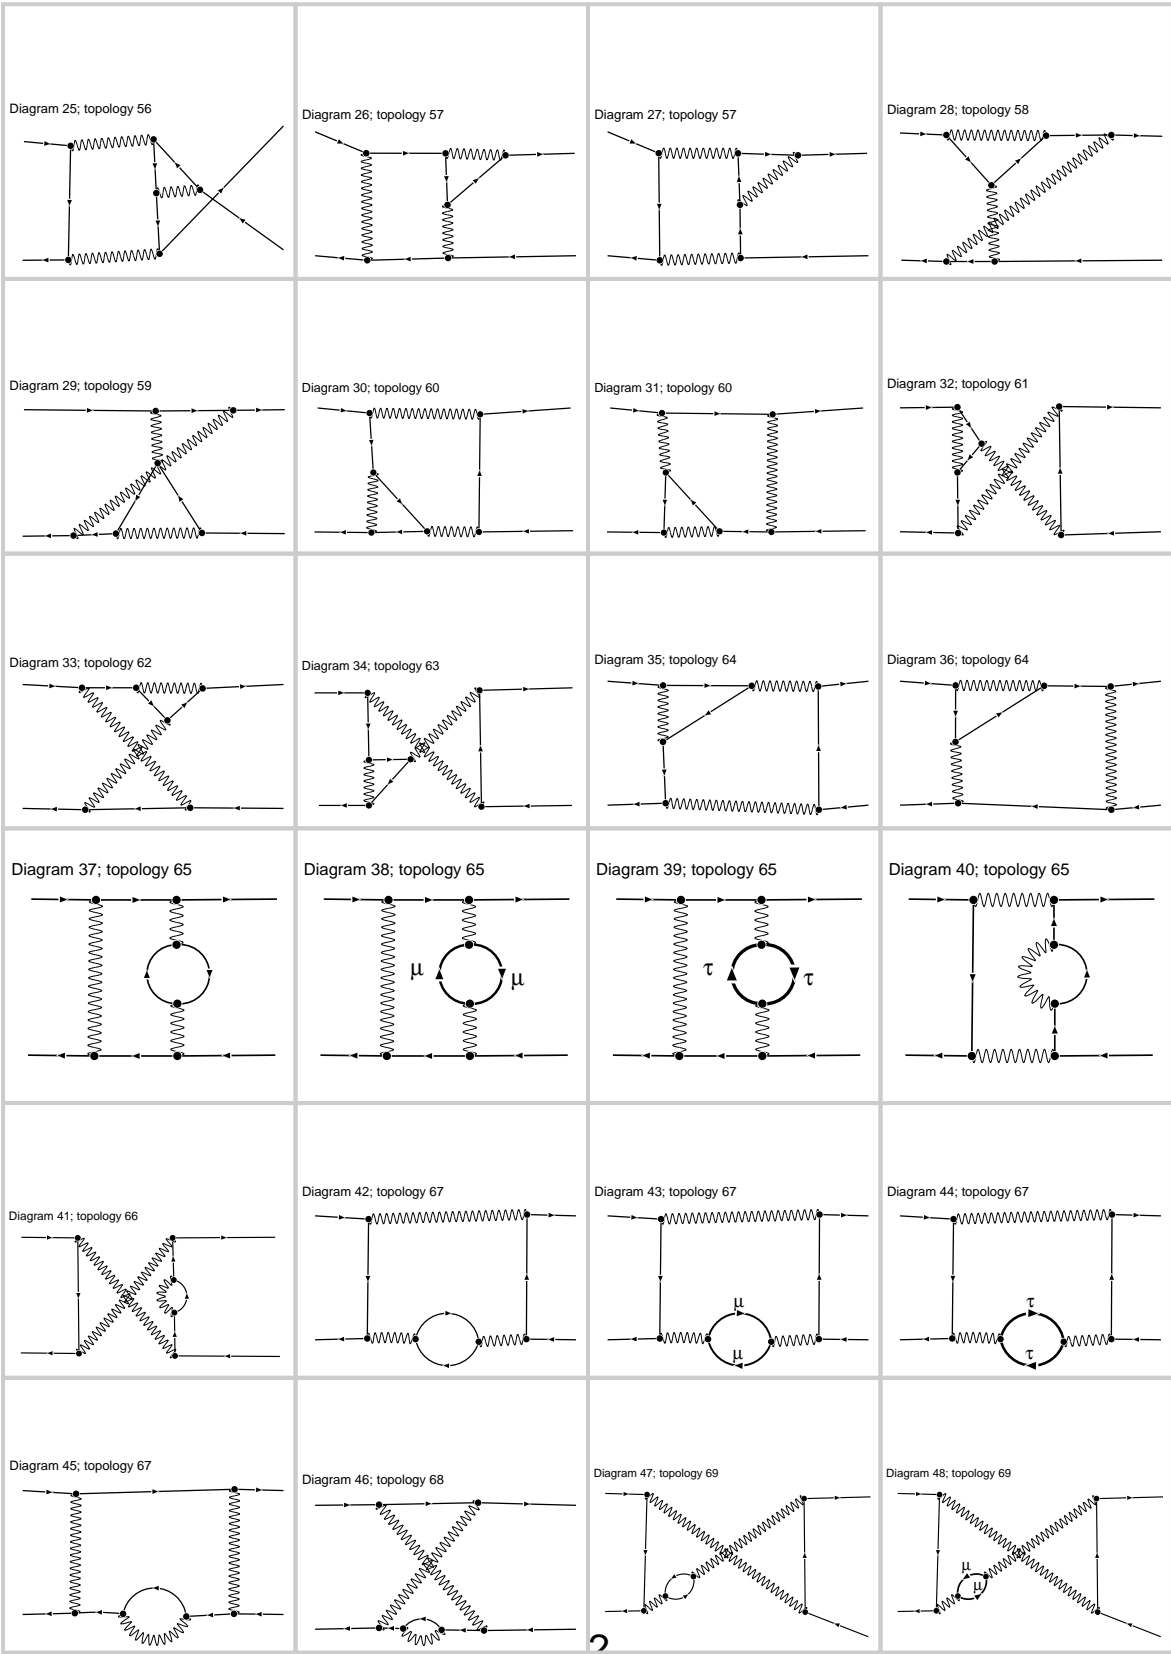 Diagram 25; topology 56
Diagram 26; topology 57
Diagram 27; topology 57
Diagram 28; topology 58
Diagram 29; topology 59
Diagram 30; topology 60
Diagram 31; topology 60
Diagram 32; topology 61
Diagram 33; topology 62
Diagram 34; topology 63
Diagram 35; topology 64
Diagram 36; topology 64
Diagram 37; topology 65
Diagram 38; topology 65
μ μ
Diagram 39; topology 65
τ τ
Diagram 40; topology 65
Diagram 41; topology 66
Diagram 42; topology 67
Diagram 43; topology 67
μ
μ
Diagram 44; topology 67
τ
τ
Diagram 45; topology 67
Diagram 46; topology 68
Diagram 47; topology 69
Diagram 48; topology 69
μ
μ
2